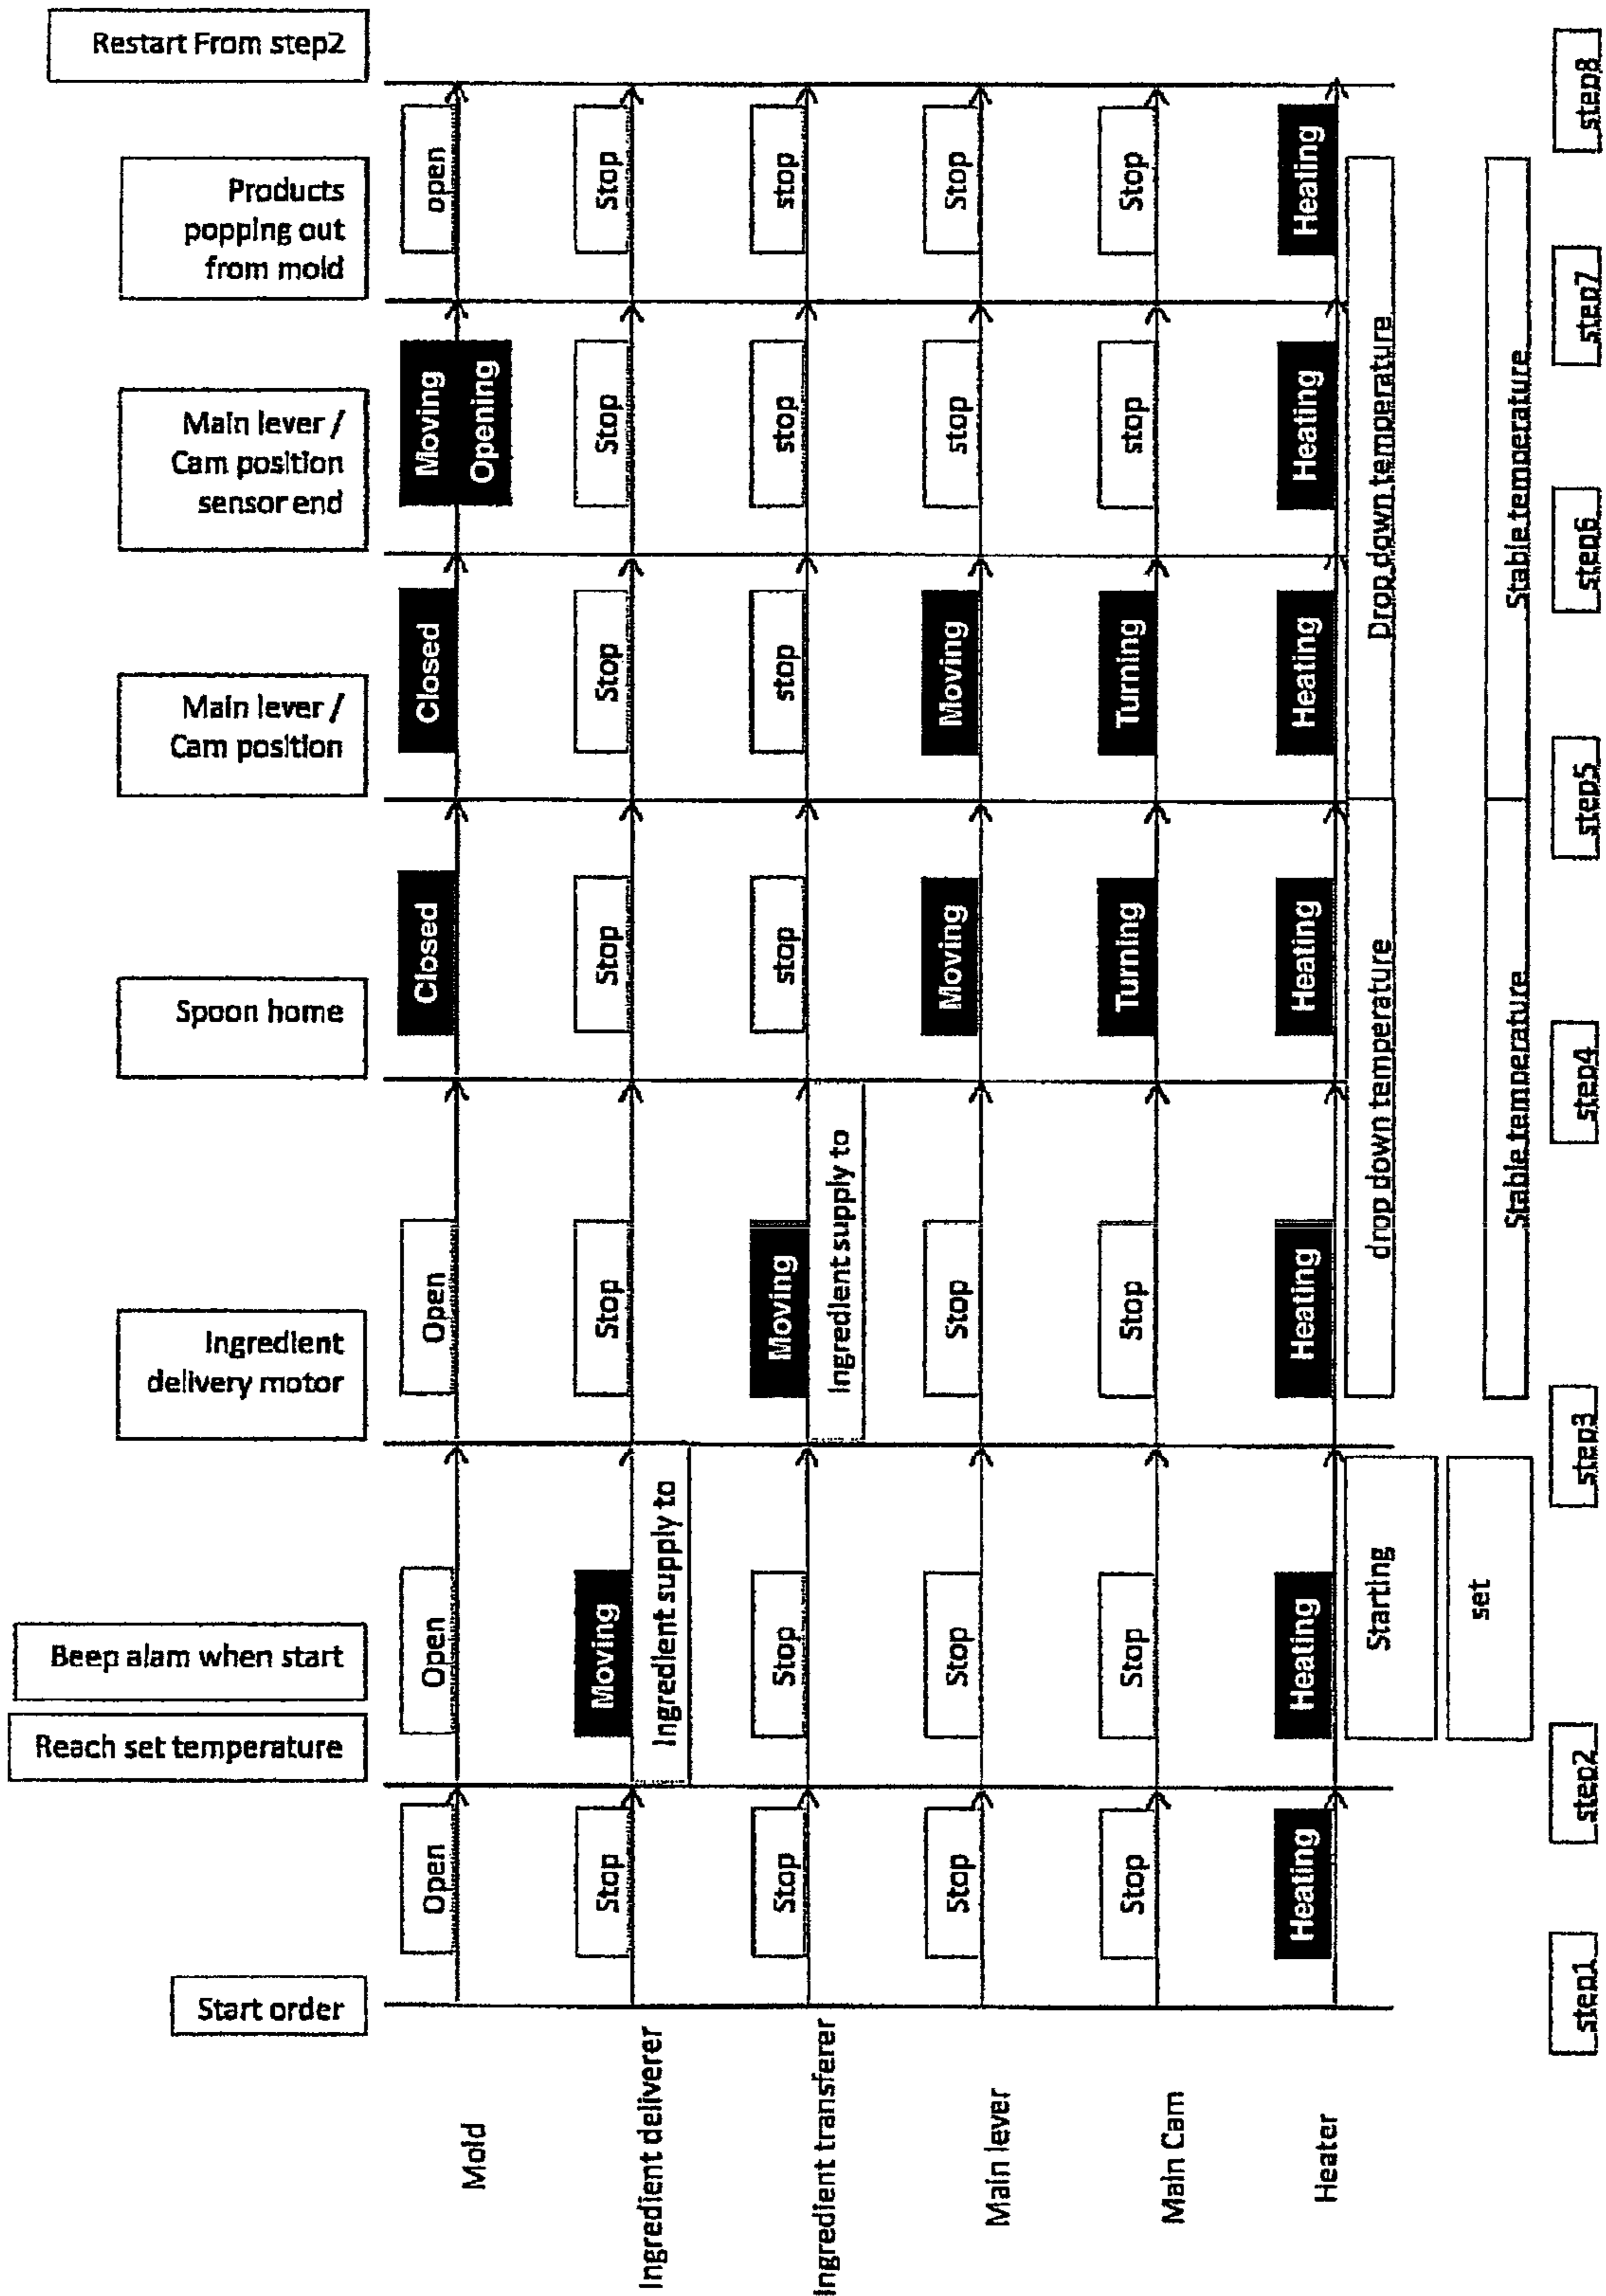 Start order
Reach set temperature
Beep alam when start
Ingredient
delivery motor
Spoon home
Main lever /
Cam position
Main lever /
Cam position
sensor end
Products
popping out
from mold
Restart From step2
Mold
Open
Open
Open
Closed
Closed
Moving
Opening
open
Ingredient deliverer
Stop
Moving
Stop
Stop
Stop
Stop
Stop
Ingredient supply to
Ingredient transferer
Stop
Stop
Moving
stop
stop
stop
stop
Ingredient supply to
Main lever
Stop
Stop
Stop
Moving
Moving
stop
Stop
Main Cam
Stop
Stop
Stop
Turning
Turning
stop
Stop
Heater
Heating
Heating
Heating
Heating
Heating
Heating
Heating
Starting
drop down temperature
Drop down temperature
set
Stable temperature
Stable temperature
step1
step2
step3
step4
step5
step6
step7
step8